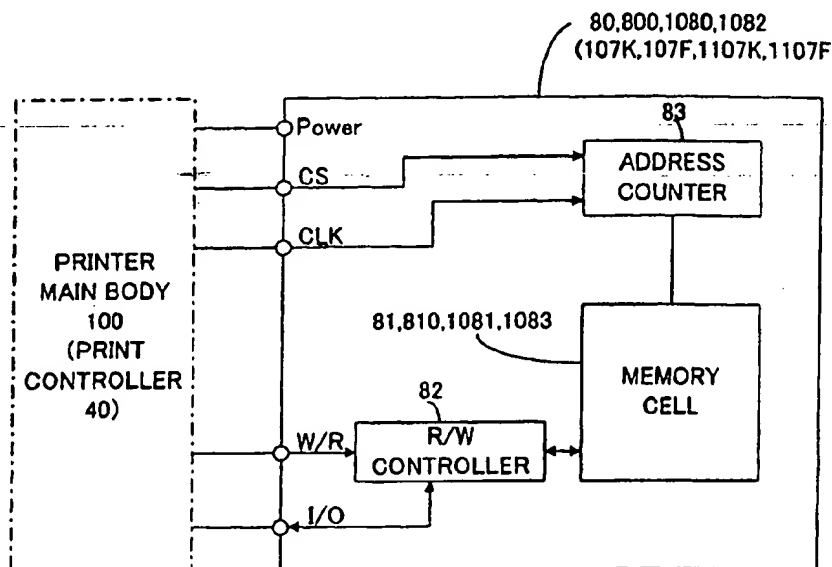 80,800,1080,1082
(107K,107F,1107K,1107F
Power
83
ADDRESS
COUNTER
CS
CLK
PRINTER
MAIN BODY
100
(PRINT
CONTROLLER
40)
81,810,1081,1083
MEMORY
CELL
82
R/W
CONTROLLER
W/R
I/O